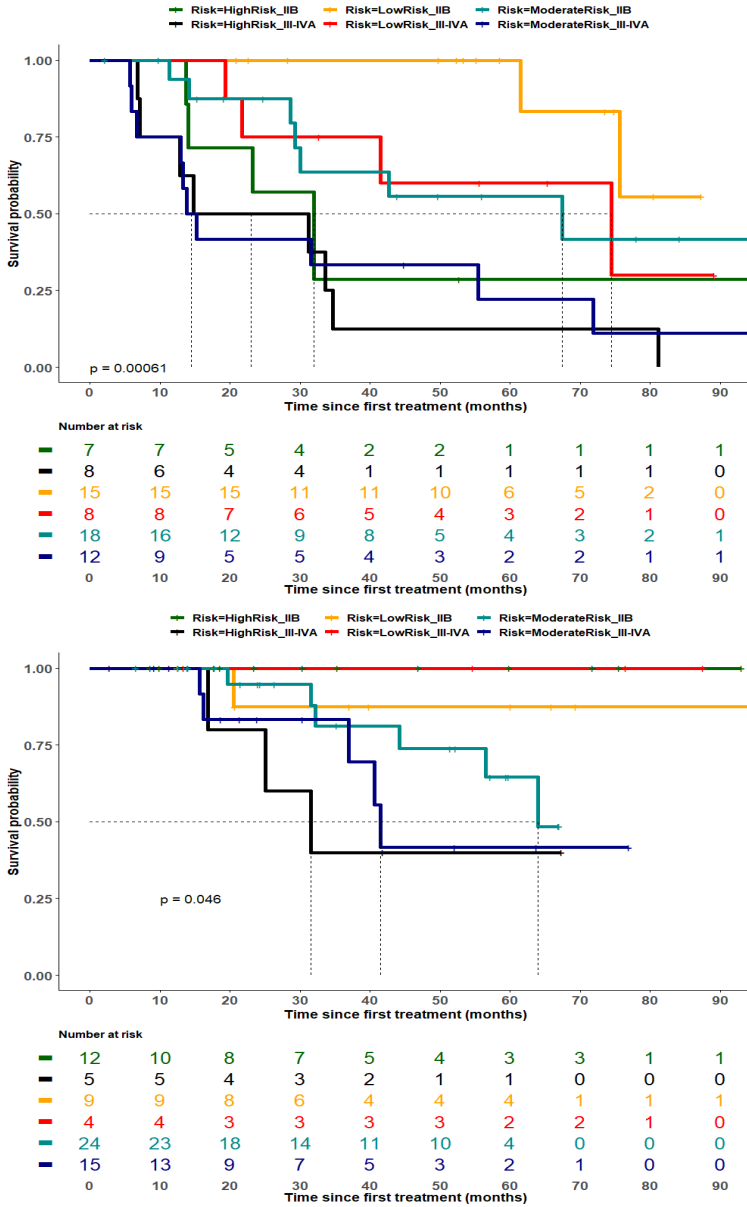 Risk=HighRisk_IIB Risk=LowRisk_IIB Risk=ModerateRisk_IIB
Risk=HighRisk_III-IVA Risk=LowRisk_III-IVA Risk=ModerateRisk_III-IVA
Survival probability
1.00
0.75
0.50
0.25
0.00
p = 0.00061
0 10 20 30 40 50 60 70 80 90
Time since first treatment (months)
Number at risk
7 7 5 4 2 2 1 1 1 1
8 6 4 4 1 1 1 1 1 0
15 15 15 11 11 10 6 5 2 0
8 8 7 6 5 4 3 2 1 0
18 16 12 9 8 5 4 3 2 1
12 9 5 5 4 3 2 2 1 1
0 10 20 30 40 50 60 70 80 90
Time since first treatment (months)
Risk=HighRisk_IIB Risk=LowRisk_IIB Risk=ModerateRisk_IIB
Risk=HighRisk_III-IVA Risk=LowRisk_III-IVA Risk=ModerateRisk_III-IVA
Survival probability
1.00
0.75
0.50
0.25
0.00
p = 0.046
0 10 20 30 40 50 60 70 80 90
Time since first treatment (months)
Number at risk
12 10 8 7 5 4 3 3 1 1
5 5 4 3 2 1 1 0 0 0
9 9 8 6 4 4 4 1 1 1
4 4 3 3 3 3 2 2 1 0
24 23 18 14 11 10 4 0 0 0
15 13 9 7 5 3 2 1 0 0
0 10 20 30 40 50 60 70 80 90
Time since first treatment (months)